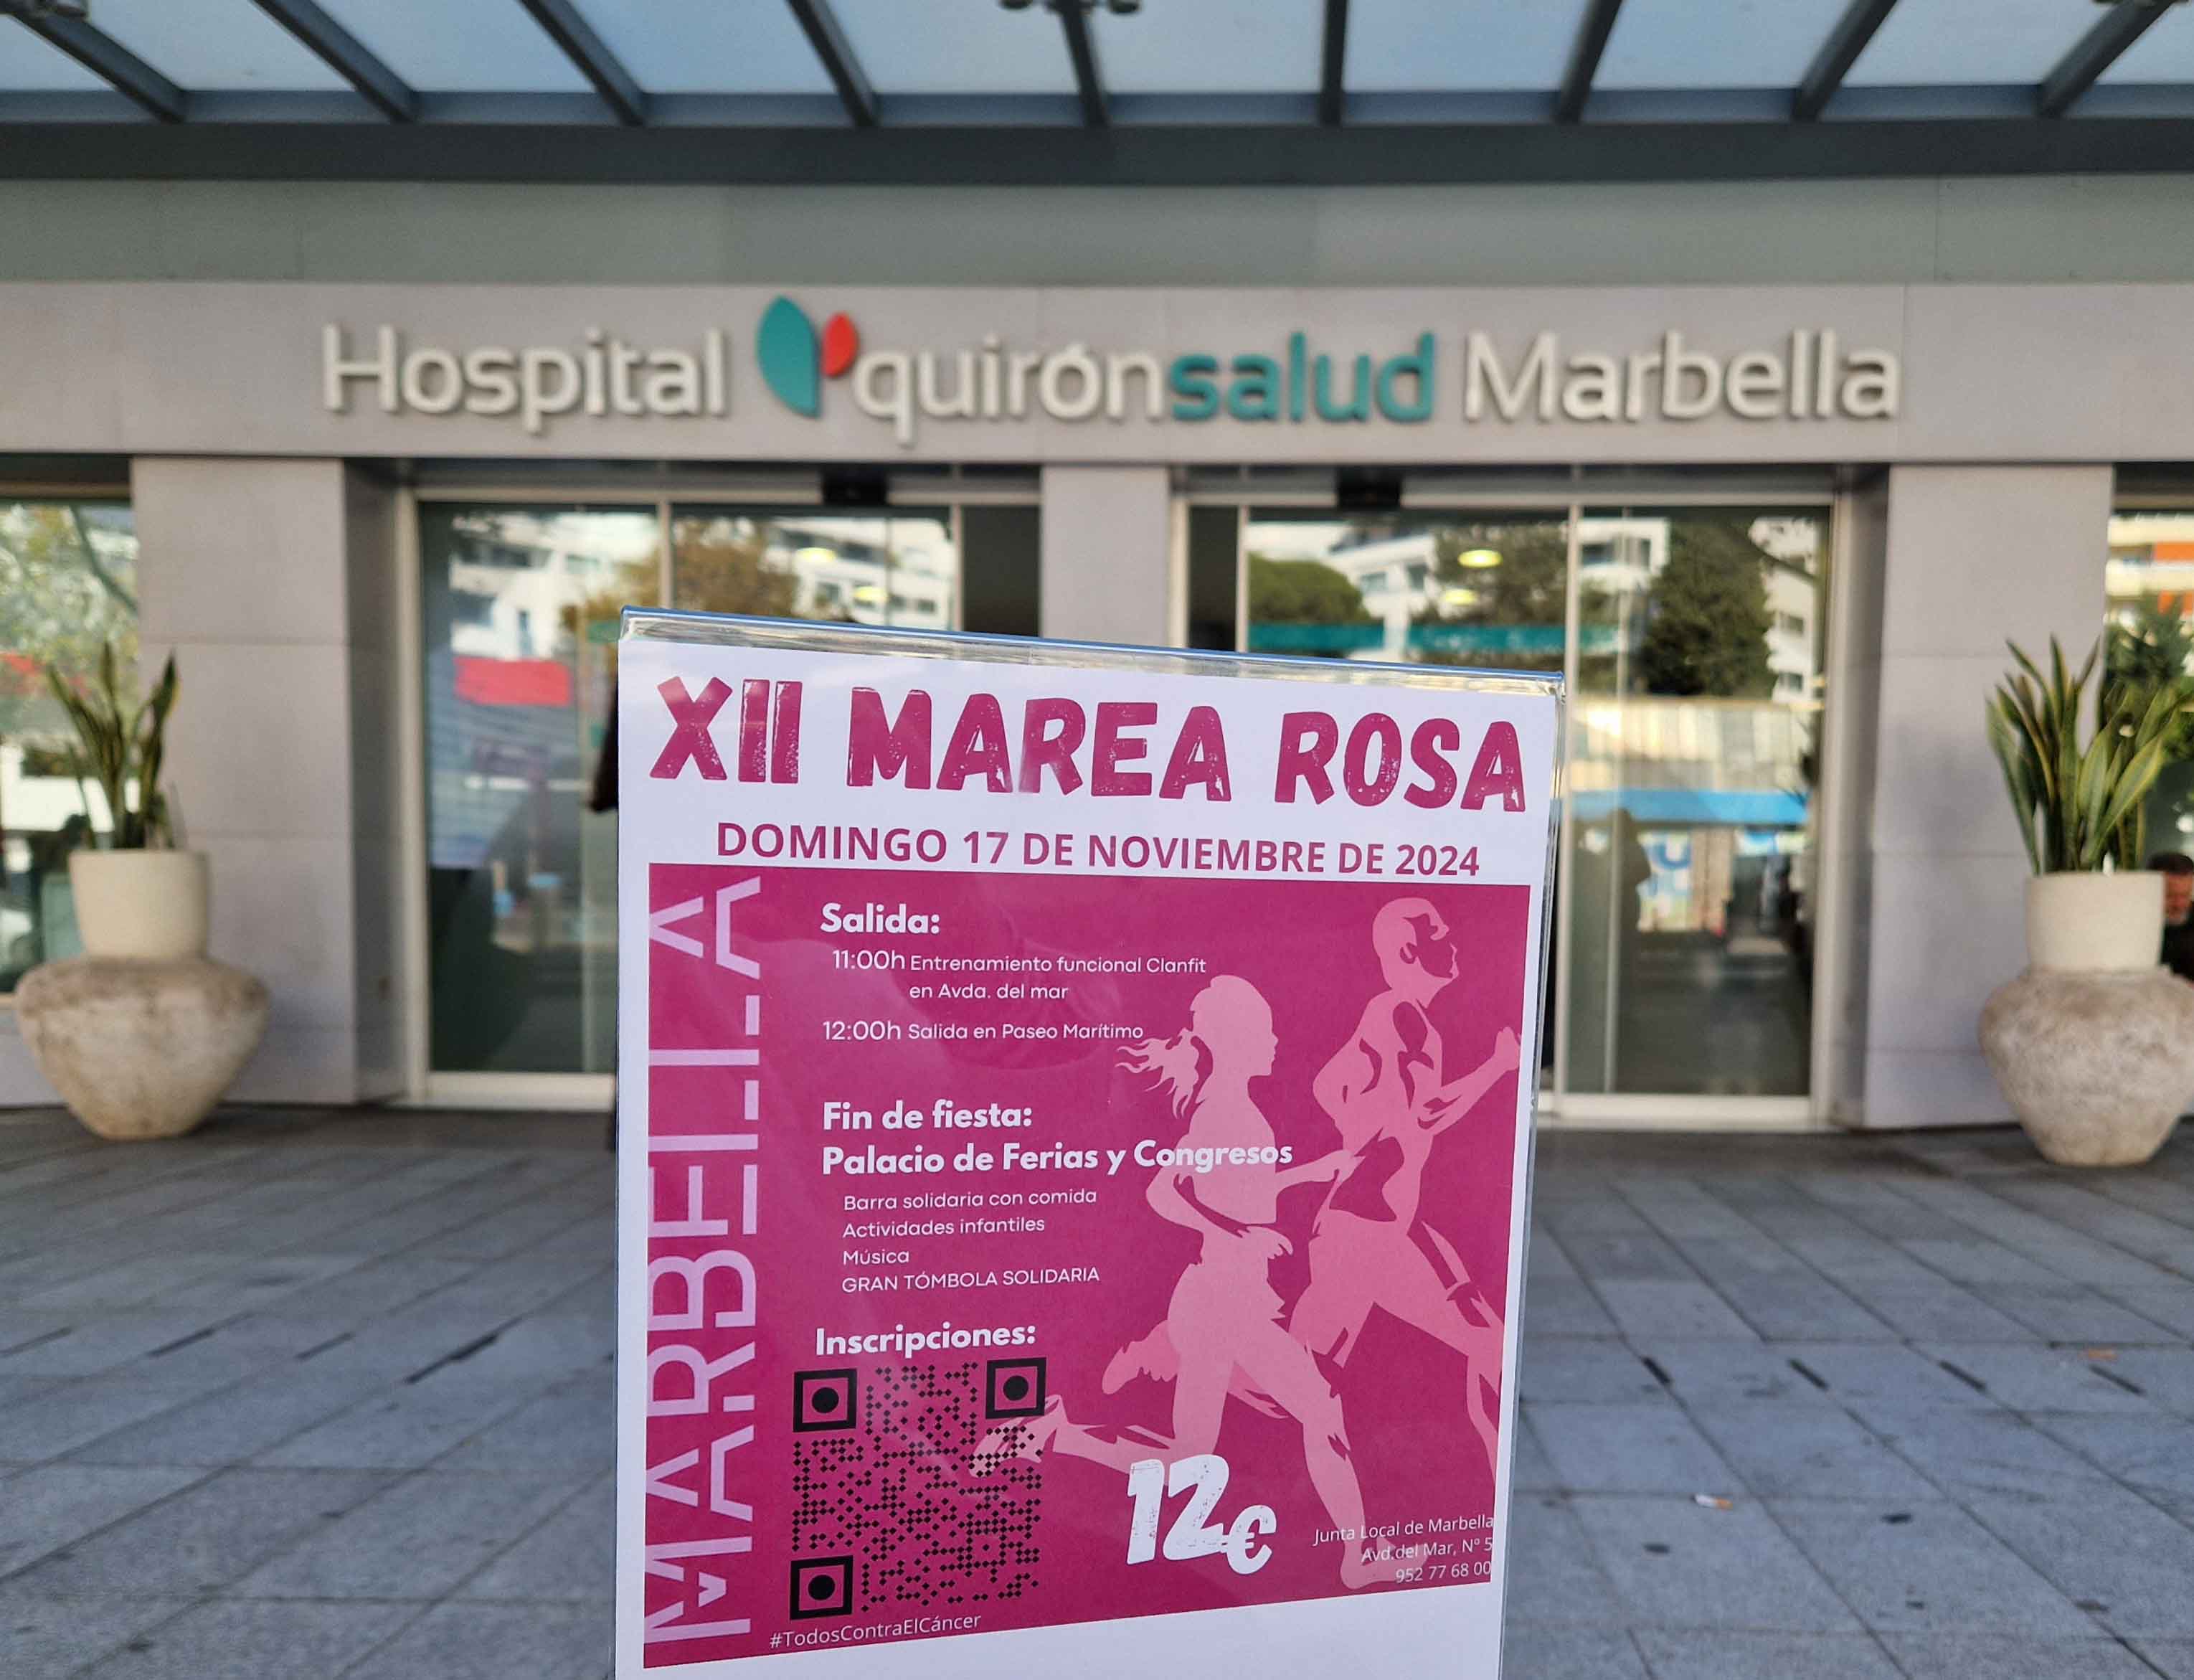 Hospital quirónsalud Marbella
XII MAREA ROSA
DOMINGO 17 DE NOVIEMBRE DE 2024
MARBELLA
Salida:
11:00h Entrenamiento funcional Clanfit
en Avda. del mar
12:00h Salida en Paseo Marítimo
Fin de fiesta:
Palacio de Ferias y Congresos
Barra solidaria con comida
Actividades infantiles
Música
GRAN TÓMBOLA SOLIDARIA
Inscripciones:
12€
Junta Local de Marbella
Avd.del Mar, Nº 5
952 77 68 00
#TodosContraElCáncer